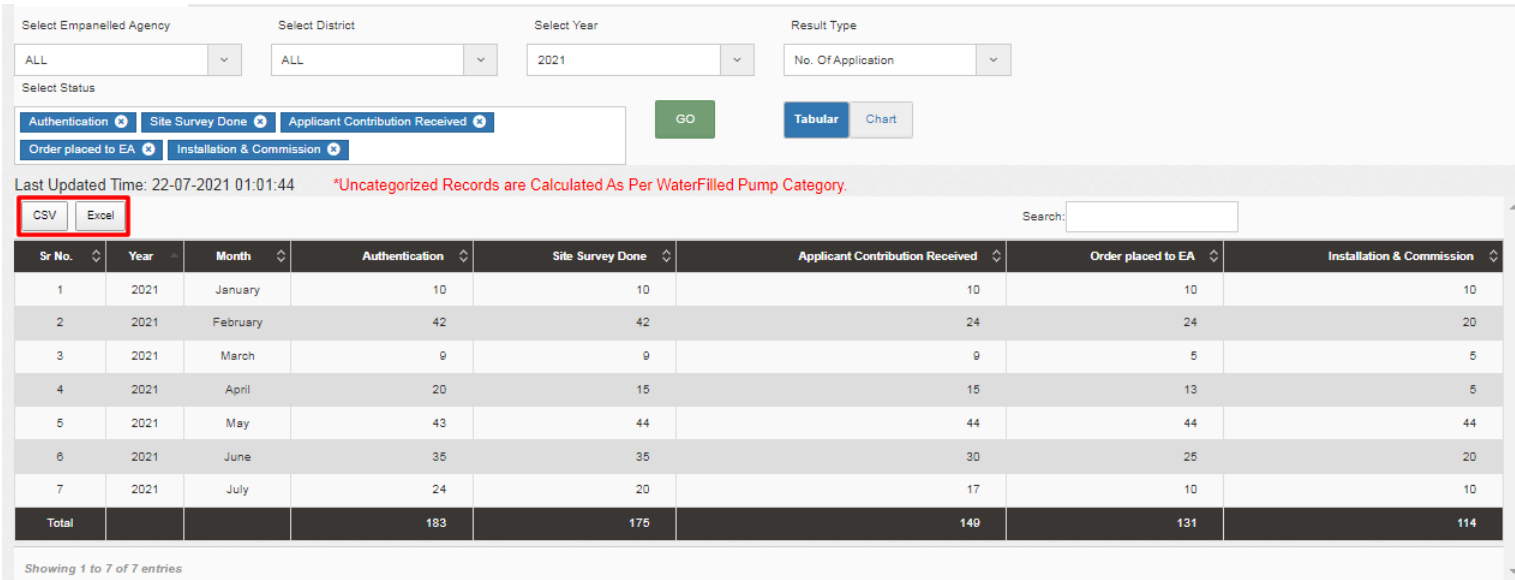 Select Empanelled Agency Select District Select Year Result Type
ALL ALL 2021 No. Of Application
Select Status
Authentication Site Survey Done Applicant Contribution Received GO Tabular Chart
Order placed to EA Installation & Commission
Last Updated Time: 22-07-2021 01:01:44 *Uncategorized Records are Calculated As Per WaterFilled Pump Category.
CSV Excel Search:
Sr No. Year Month Authentication Site Survey Done Applicant Contribution Received Order placed to EA Installation & Commission
1 2021 January 10 10 10 10 10
2 2021 February 42 42 24 24 20
3 2021 March 9 9 9 5 5
4 2021 April 20 15 15 13 5
5 2021 May 43 44 44 44 44
6 2021 June 35 35 30 25 20
7 2021 July 24 20 17 10 10
Total 183 175 149 131 114
Showing 1 to 7 of 7 entries